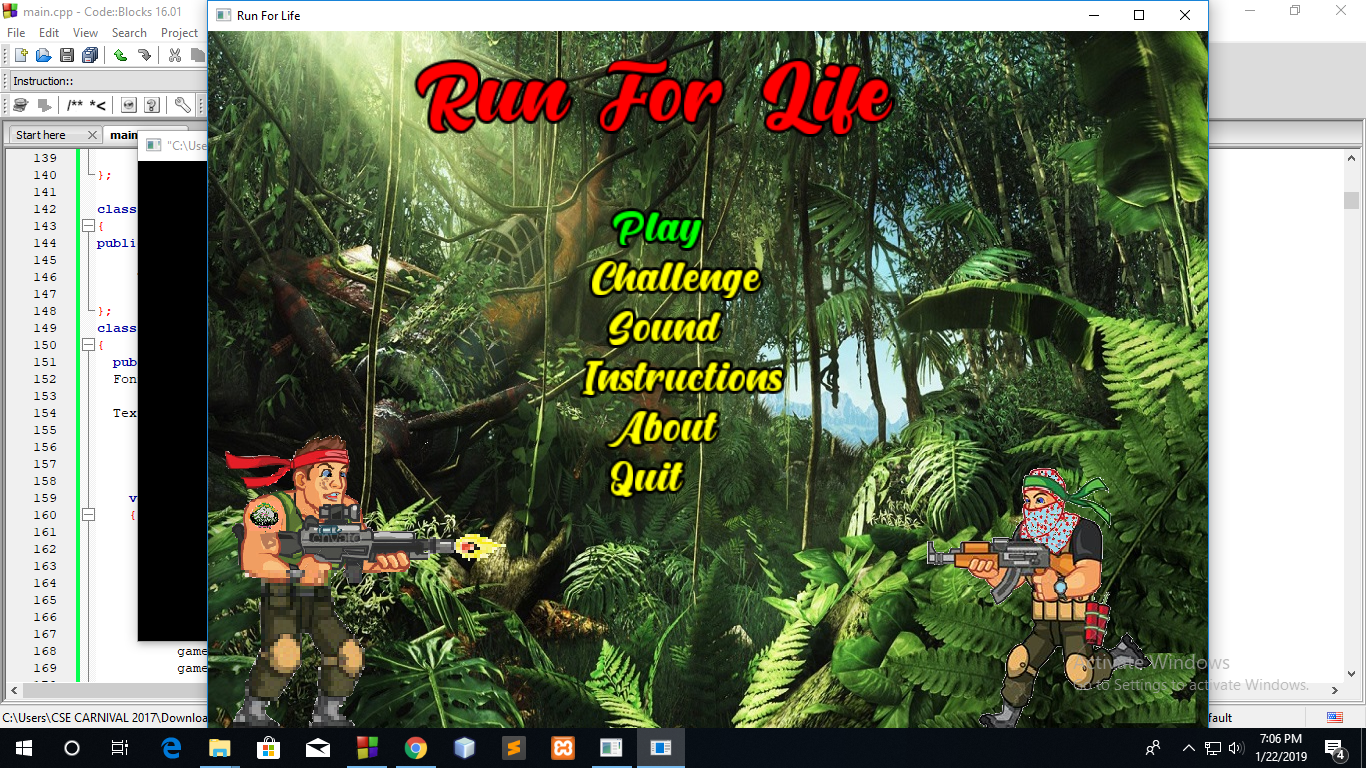 main.cpp - Code::Blocks 16.01
File Edit View Search Project
Instruction::
/** *<
Start here
main
"C:\Use
139
140 };
141
142 class
143 {
144 publi
145
146
147
148 };
149 class
150 {
151 pub
152 Fon
153
154 Tex
155
156
157
158
159 v
160 {
161
162
163
164
165
166
167
168 game
169 game
C:\Users\CSE CARNIVAL 2017\Downloa
fault
Run For Life
Run For Life
Play
Challenge
Sound
Instructions
About
Quit
Activate Windows
Go to Settings to activate Windows.
7:06 PM
1/22/2019
4